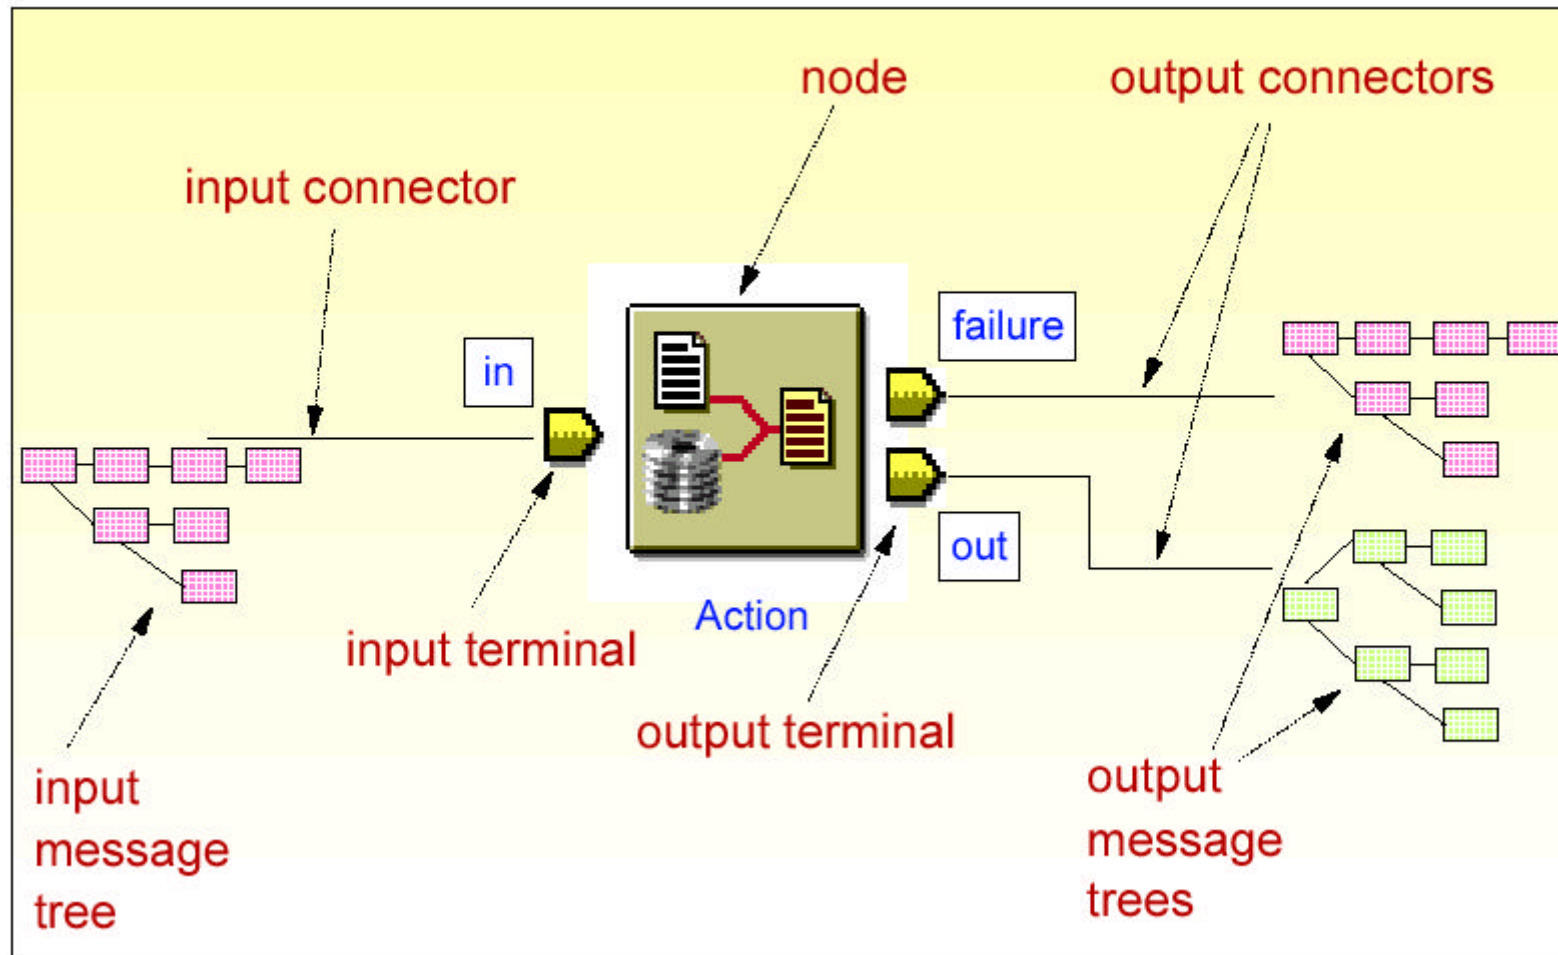 node
output connectors
input connector
failure
in
out
Action
input terminal
output terminal
input
message
tree
output
message
trees